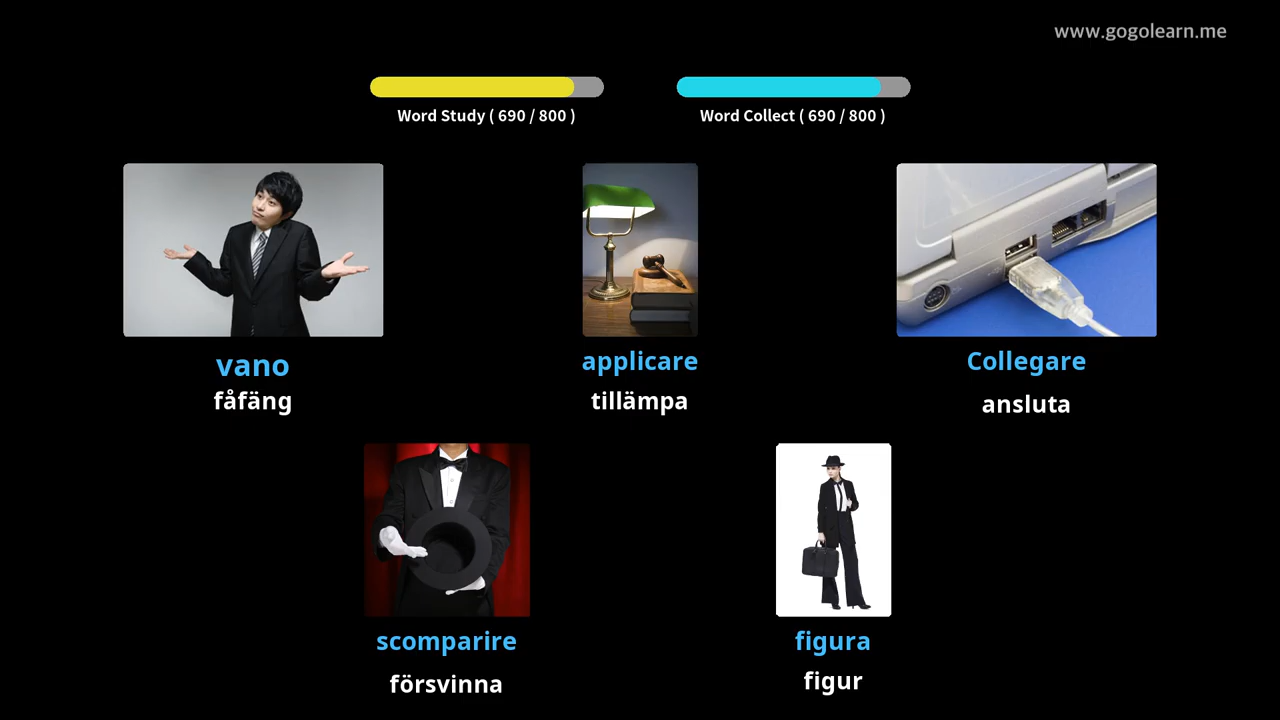 www.gogolearn.me
Word Study ( 690 / 800 )
Word Collect ( 690 / 800 )
vano
applicare
Collegare
fåfäng
tillämpa
ansluta
scomparire
figura
försvinna
figur